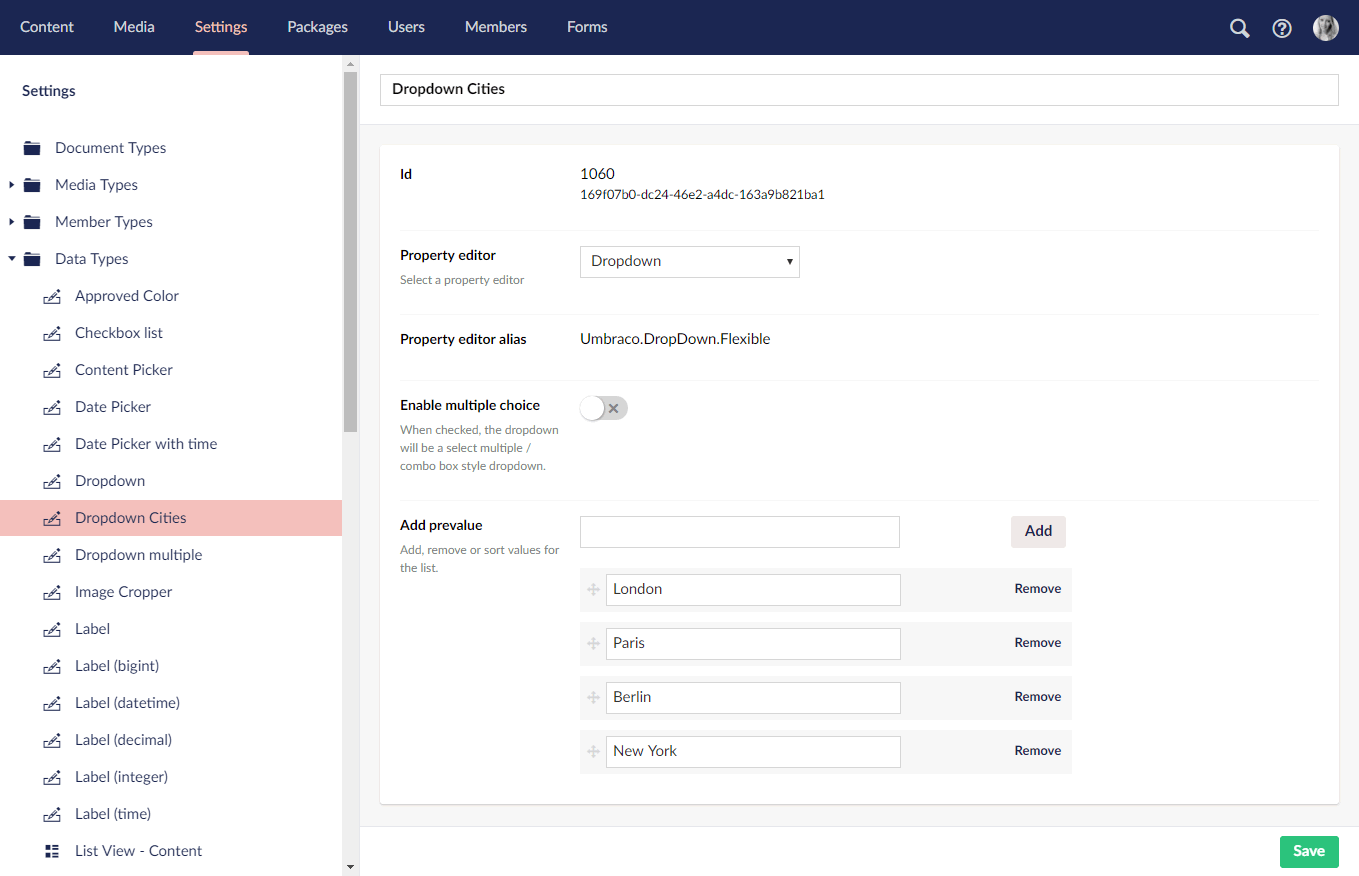 Content Media Settings Packages Users Members Forms
Settings
Document Types
Media Types
Member Types
Data Types
Approved Color
Checkbox list
Content Picker
Date Picker
Date Picker with time
Dropdown
Dropdown Cities
Dropdown multiple
Image Cropper
Label
Label (bigint)
Label (datetime)
Label (decimal)
Label (integer)
Label (time)
List View - Content
Dropdown Cities
Id
1060
169f07b0-dc24-46e2-a4dc-163a9b821ba1
Property editor
Select a property editor
Dropdown
Property editor alias
Umbraco.DropDown.Flexible
Enable multiple choice
When checked, the dropdown
will be a select multiple /
combo box style dropdown.
Add prevalue
Add, remove or sort values for
the list.
Add
London Remove
Paris Remove
Berlin Remove
New York Remove
Save